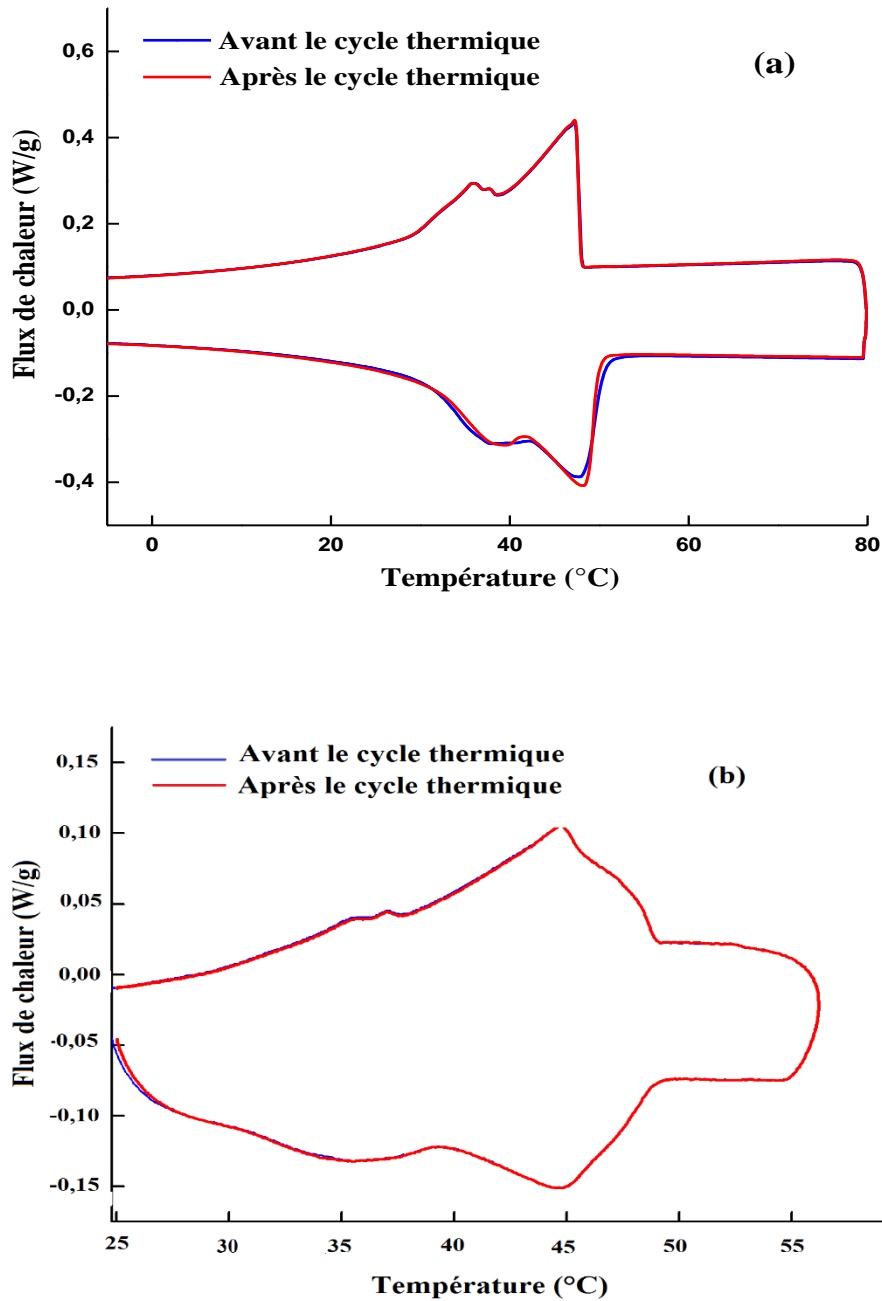 0,6
Avant le cycle thermique
Après le cycle thermique
(a)
0,4
0,2
0,0
-0,2
-0,4
Flux de chaleur (W/g)
0
20
40
60
80
Température (°C)
0,15
Avant le cycle thermique
Après le cycle thermique
(b)
0,10
0,05
0,00
-0,05
-0,10
-0,15
Flux de chaleur (W/g)
25
30
35
40
45
50
55
Température (°C)